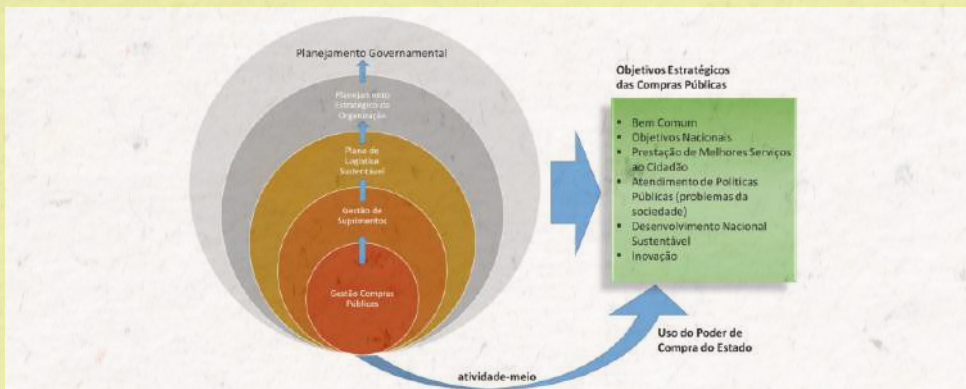 Planejamento Governamental
Planejamento
Estratégico da
Organização
Plano de
Logística
Sustentável
Gestão de
Suprimentos
Gestão Compras
Públicas
Objetivos Estratégicos
das Compras Públicas
• Bem Comum
• Objetivos Nacionais
• Prestação de Melhores Serviços
ao Cidadão
• Atendimento de Políticas
Públicas (problemas da
sociedade)
• Desenvolvimento Nacional
Sustentável
• Inovação
Uso do Poder de
Compra do Estado
atividade-meio